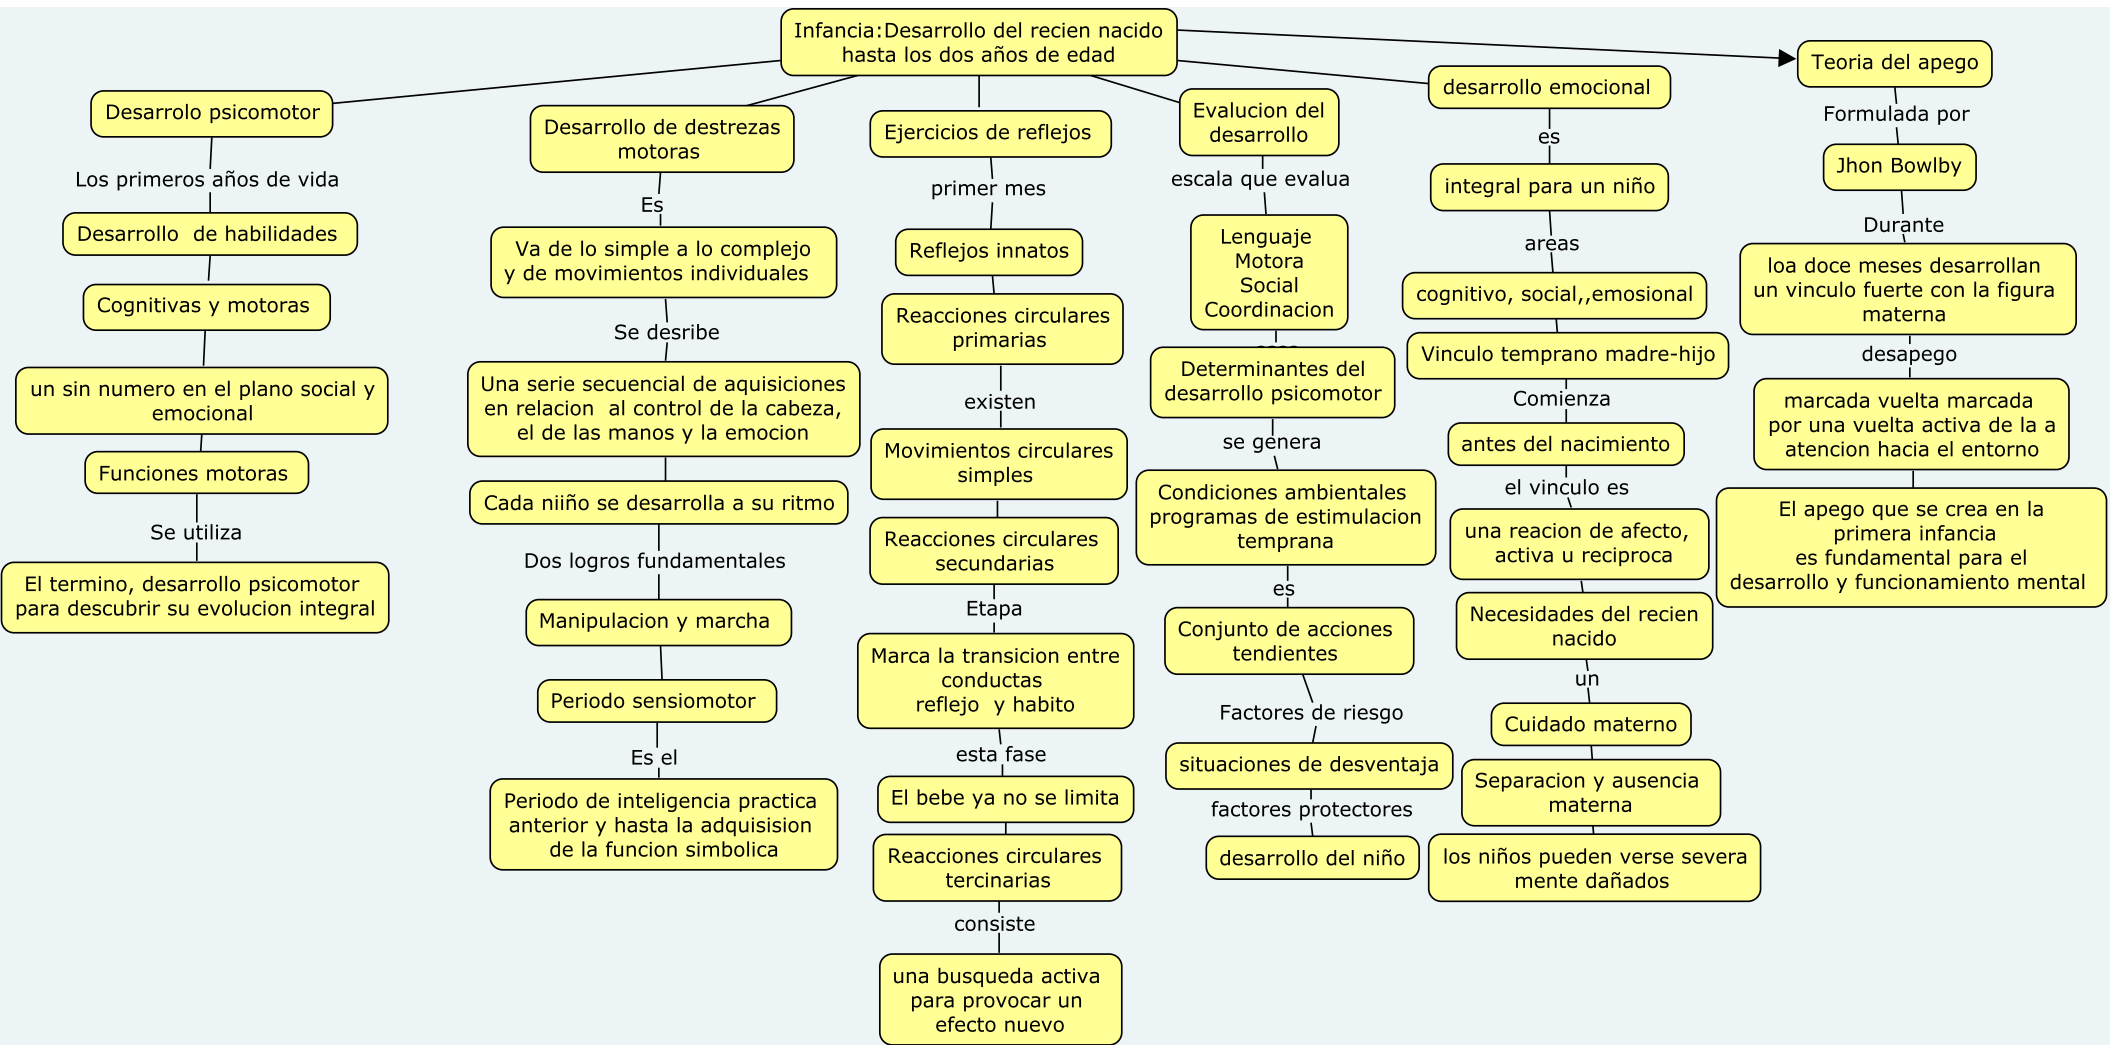 Infancia:Desarrollo del recien nacido
hasta los dos años de edad
Desarrolo psicomotor
Los primeros años de vida
Desarrollo de habilidades
Cognitivas y motoras
un sin numero en el plano social y
emocional
Funciones motoras
Se utiliza
El termino, desarrollo psicomotor
para descubrir su evolucion integral
Desarrollo de destrezas
motoras
Es
Va de lo simple a lo complejo
y de movimientos individuales
Se desribe
Una serie secuencial de aquisiciones
en relacion al control de la cabeza,
el de las manos y la emocion
Cada niiño se desarrolla a su ritmo
Dos logros fundamentales
Manipulacion y marcha
Periodo sensiomotor
Es el
Periodo de inteligencia practica
anterior y hasta la adquisision
de la funcion simbolica
Ejercicios de reflejos
primer mes
Reflejos innatos
Reacciones circulares
primarias
existen
Movimientos circulares
simples
Reacciones circulares
secundarias
Etapa
Marca la transicion entre
conductas
reflejo y habito
esta fase
El bebe ya no se limita
Reacciones circulares
tercinarias
consiste
una busqueda activa
para provocar un
efecto nuevo
Evalucion del
desarrollo
escala que evalua
Lenguaje
Motora
Social
Coordinacion
Determinantes del
desarrollo psicomotor
se genera
Condiciones ambientales
programas de estimulacion
temprana
es
Conjunto de acciones
tendientes
Factores de riesgo
situaciones de desventaja
factores protectores
desarrollo del niño
desarrollo emocional
es
integral para un niño
areas
cognitivo, social,,emosional
Vinculo temprano madre-hijo
Comienza
antes del nacimiento
el vinculo es
una reacion de afecto,
activa u reciproca
Necesidades del recien
nacido
un
Cuidado materno
Separacion y ausencia
materna
los niños pueden verse severa
mente dañados
Teoria del apego
Formulada por
Jhon Bowlby
Durante
loa doce meses desarrollan
un vinculo fuerte con la figura
materna
desapego
marcada vuelta marcada
por una vuelta activa de la a
atencion hacia el entorno
El apego que se crea en la
primera infancia
es fundamental para el
desarrollo y funcionamiento mental